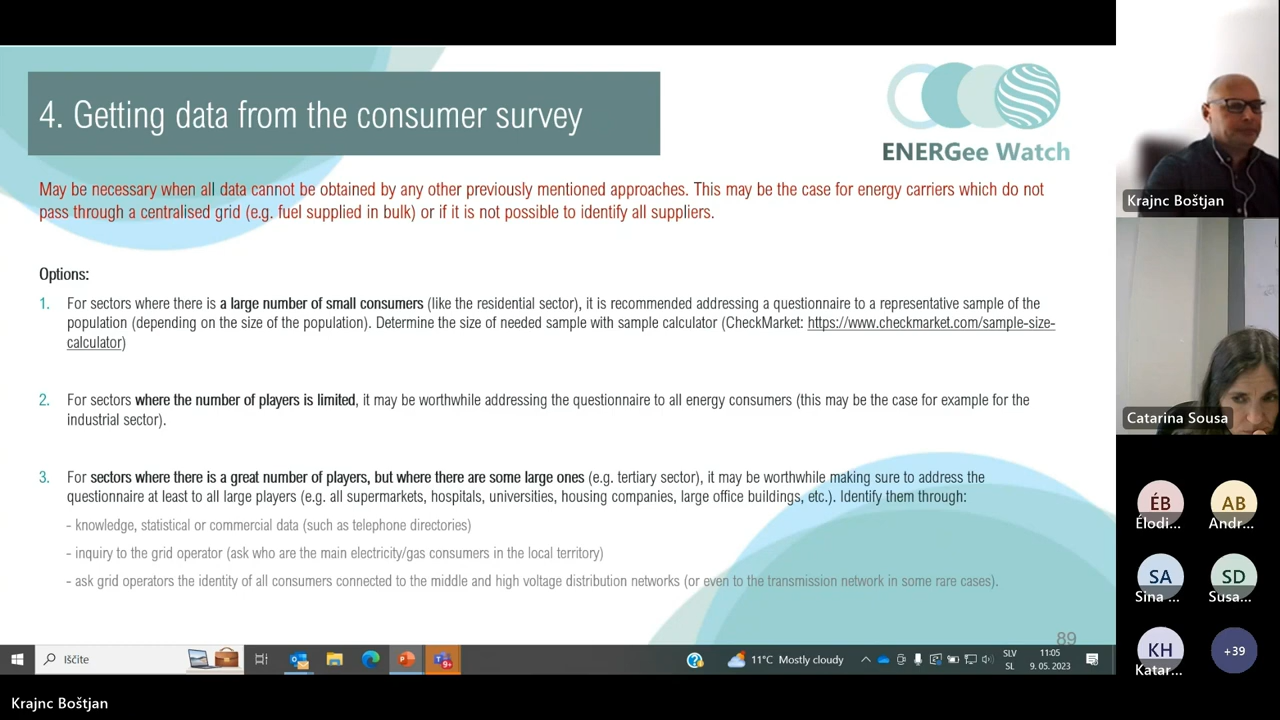 4. Getting data from the consumer survey
ENERGee Watch
May be necessary when all data cannot be obtained by any other previously mentioned approaches. This may be the case for energy carriers which do not
pass through a centralised grid (e.g. fuel supplied in bulk) or if it is not possible to identify all suppliers.
Options:
1. For sectors where there is a large number of small consumers (like the residential sector), it is recommended addressing a questionnaire to a representative sample of the
population (depending on the size of the population). Determine the size of needed sample with sample calculator (CheckMarket: https://www.checkmarket.com/sample-size-
calculator)
2. For sectors where the number of players is limited, it may be worthwhile addressing the questionnaire to all energy consumers (this may be the case for example for the
industrial sector).
3. For sectors where there is a great number of players, but where there are some large ones (e.g. tertiary sector), it may be worthwhile making sure to address the
questionnaire at least to all large players (e.g. all supermarkets, hospitals, universities, housing companies, large office buildings, etc.). Identify them through:
- knowledge, statistical or commercial data (such as telephone directories)
- inquiry to the grid operator (ask who are the main electricity/gas consumers in the local territory)
- ask grid operators the identity of all consumers connected to the middle and high voltage distribution networks (or even to the transmission network in some rare cases).
89
Iščite
9+
11°C Mostly cloudy
SLV
SL
11:05
9. 05. 2023
Krajnc Boštjan
Krajnc Boštjan
Catarina Sousa
ÉB
Élodi...
AB
Andr...
SA
Sina ...
SD
Susa...
KH
Katar...
+39